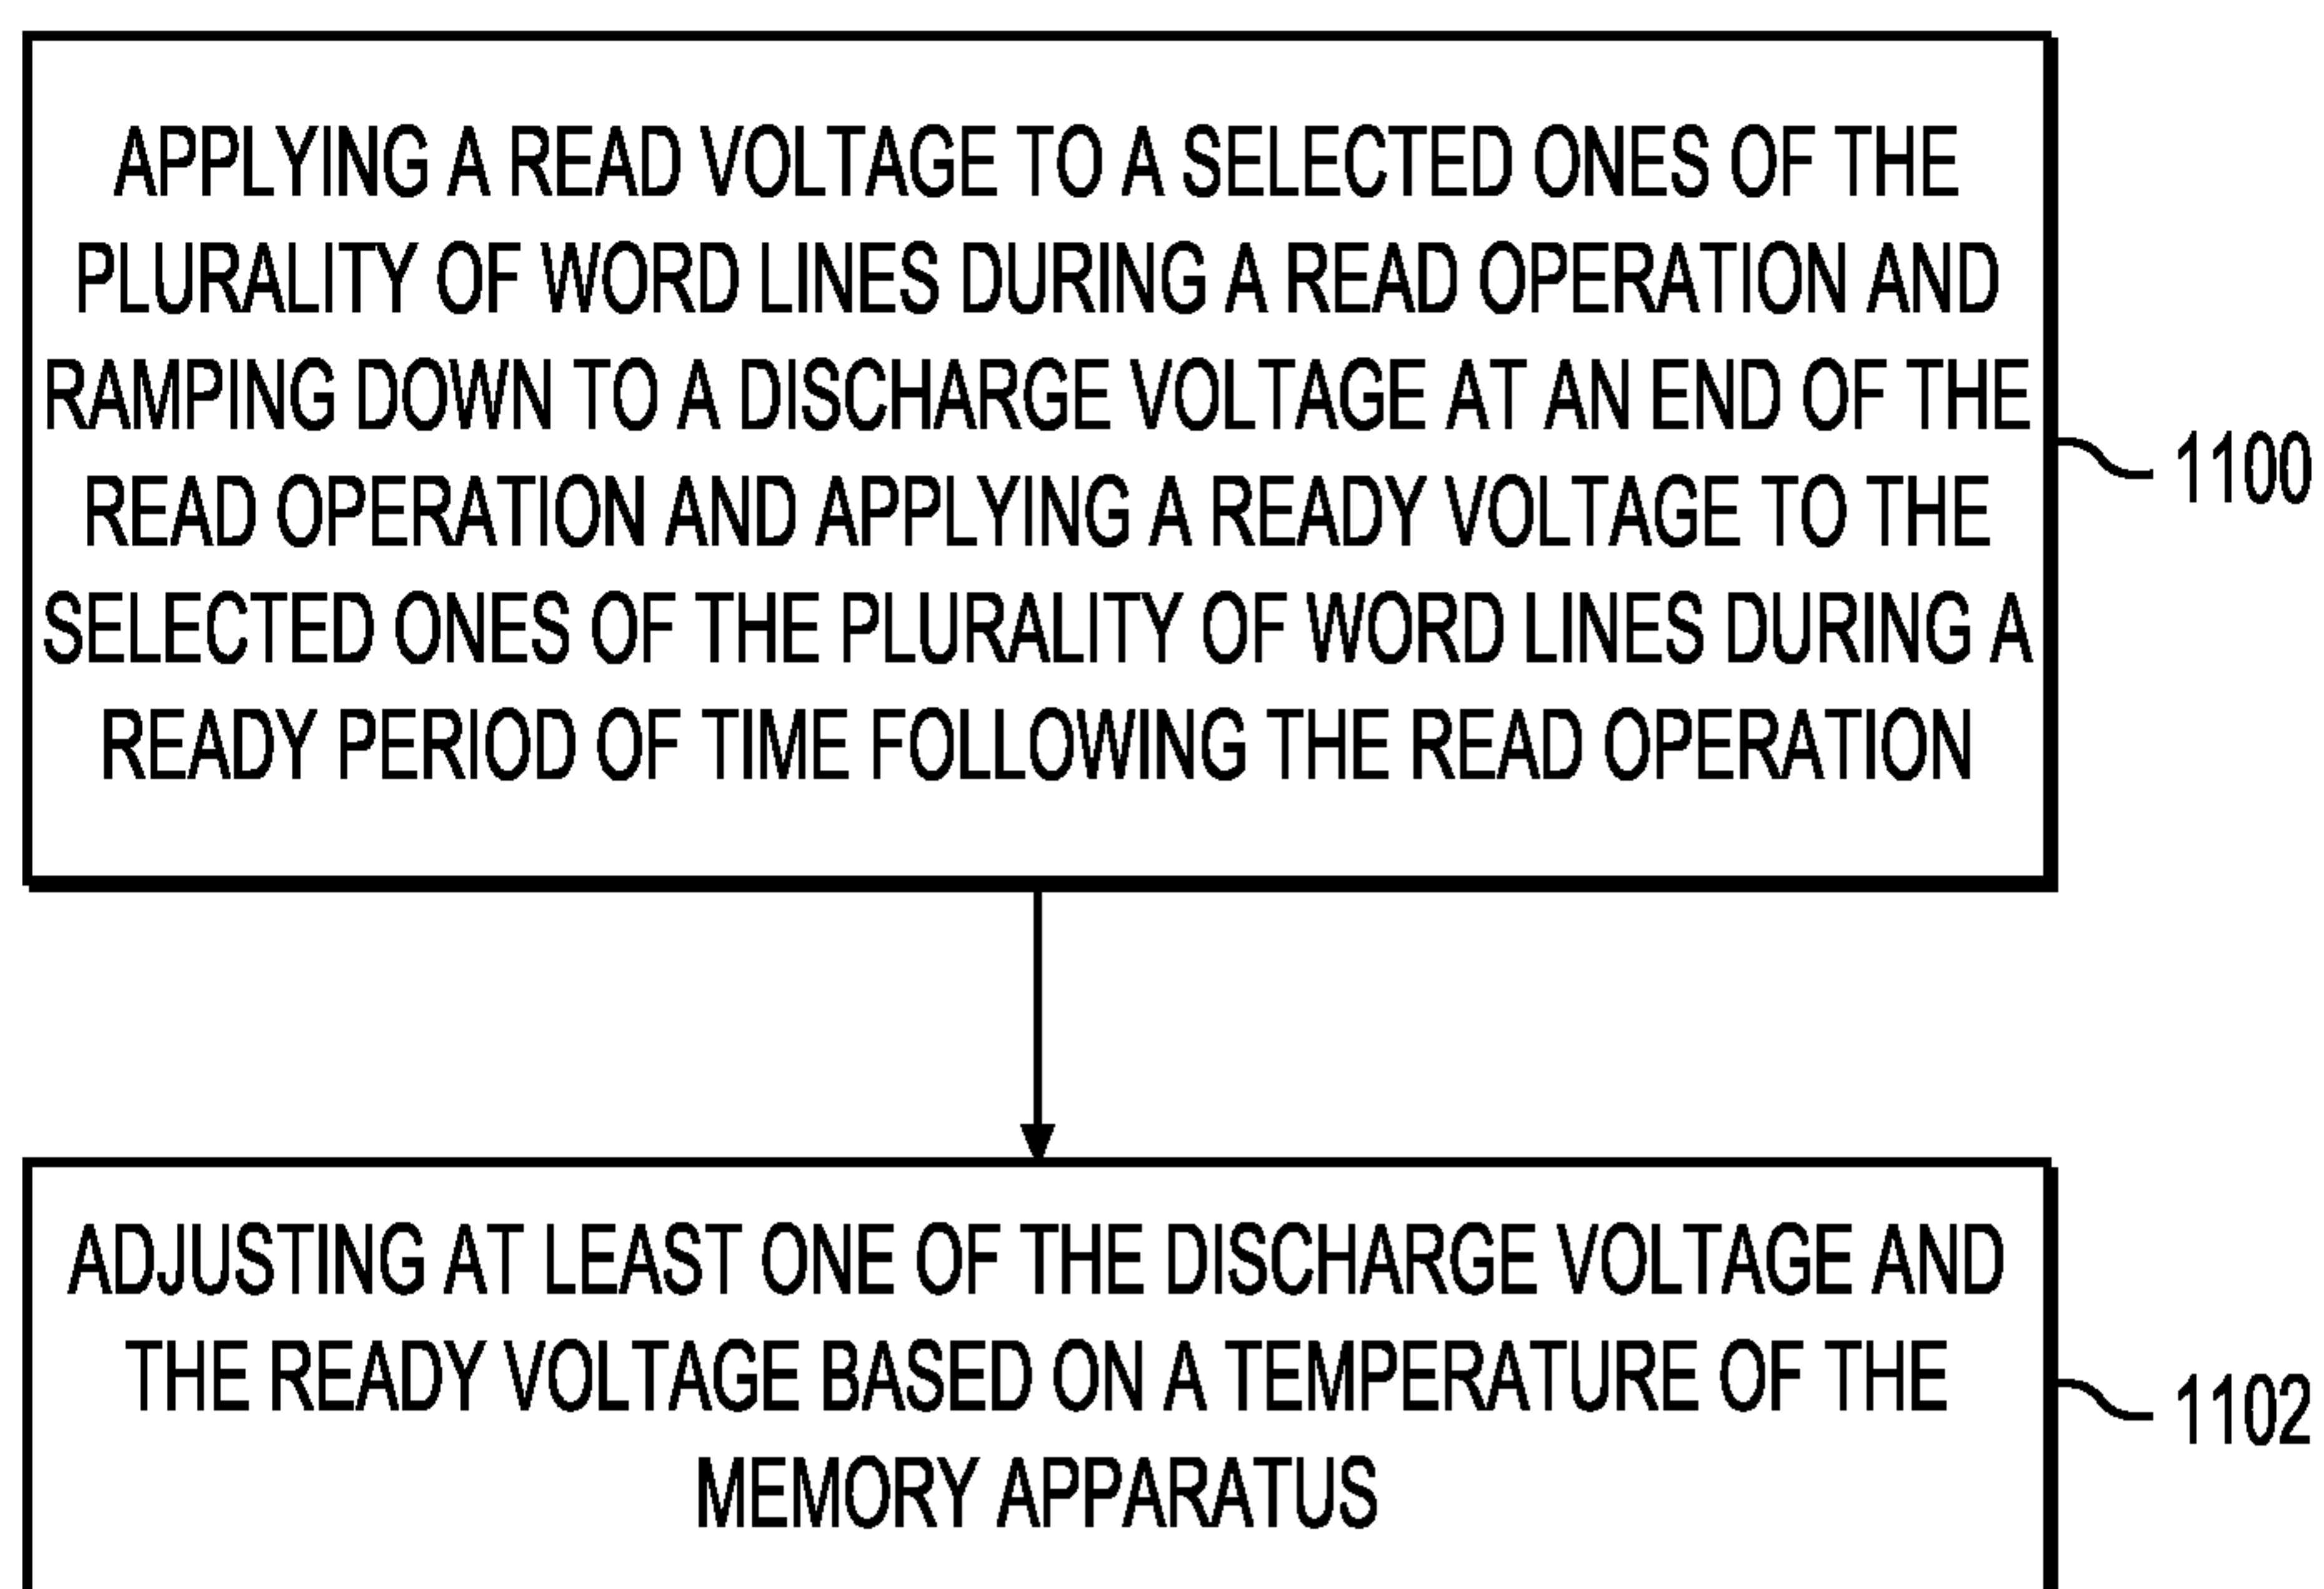 APPLYING A READ VOLTAGE TO A SELECTED ONES OF THE
PLURALITY OF WORD LINES DURING A READ OPERATION AND
RAMPING DOWN TO A DISCHARGE VOLTAGE AT AN END OF THE
READ OPERATION AND APPLYING A READY VOLTAGE TO THE
SELECTED ONES OF THE PLURALITY OF WORD LINES DURING A
READY PERIOD OF TIME FOLLOWING THE READ OPERATION
1100
ADJUSTING AT LEAST ONE OF THE DISCHARGE VOLTAGE AND
THE READY VOLTAGE BASED ON A TEMPERATURE OF THE
MEMORY APPARATUS
1102